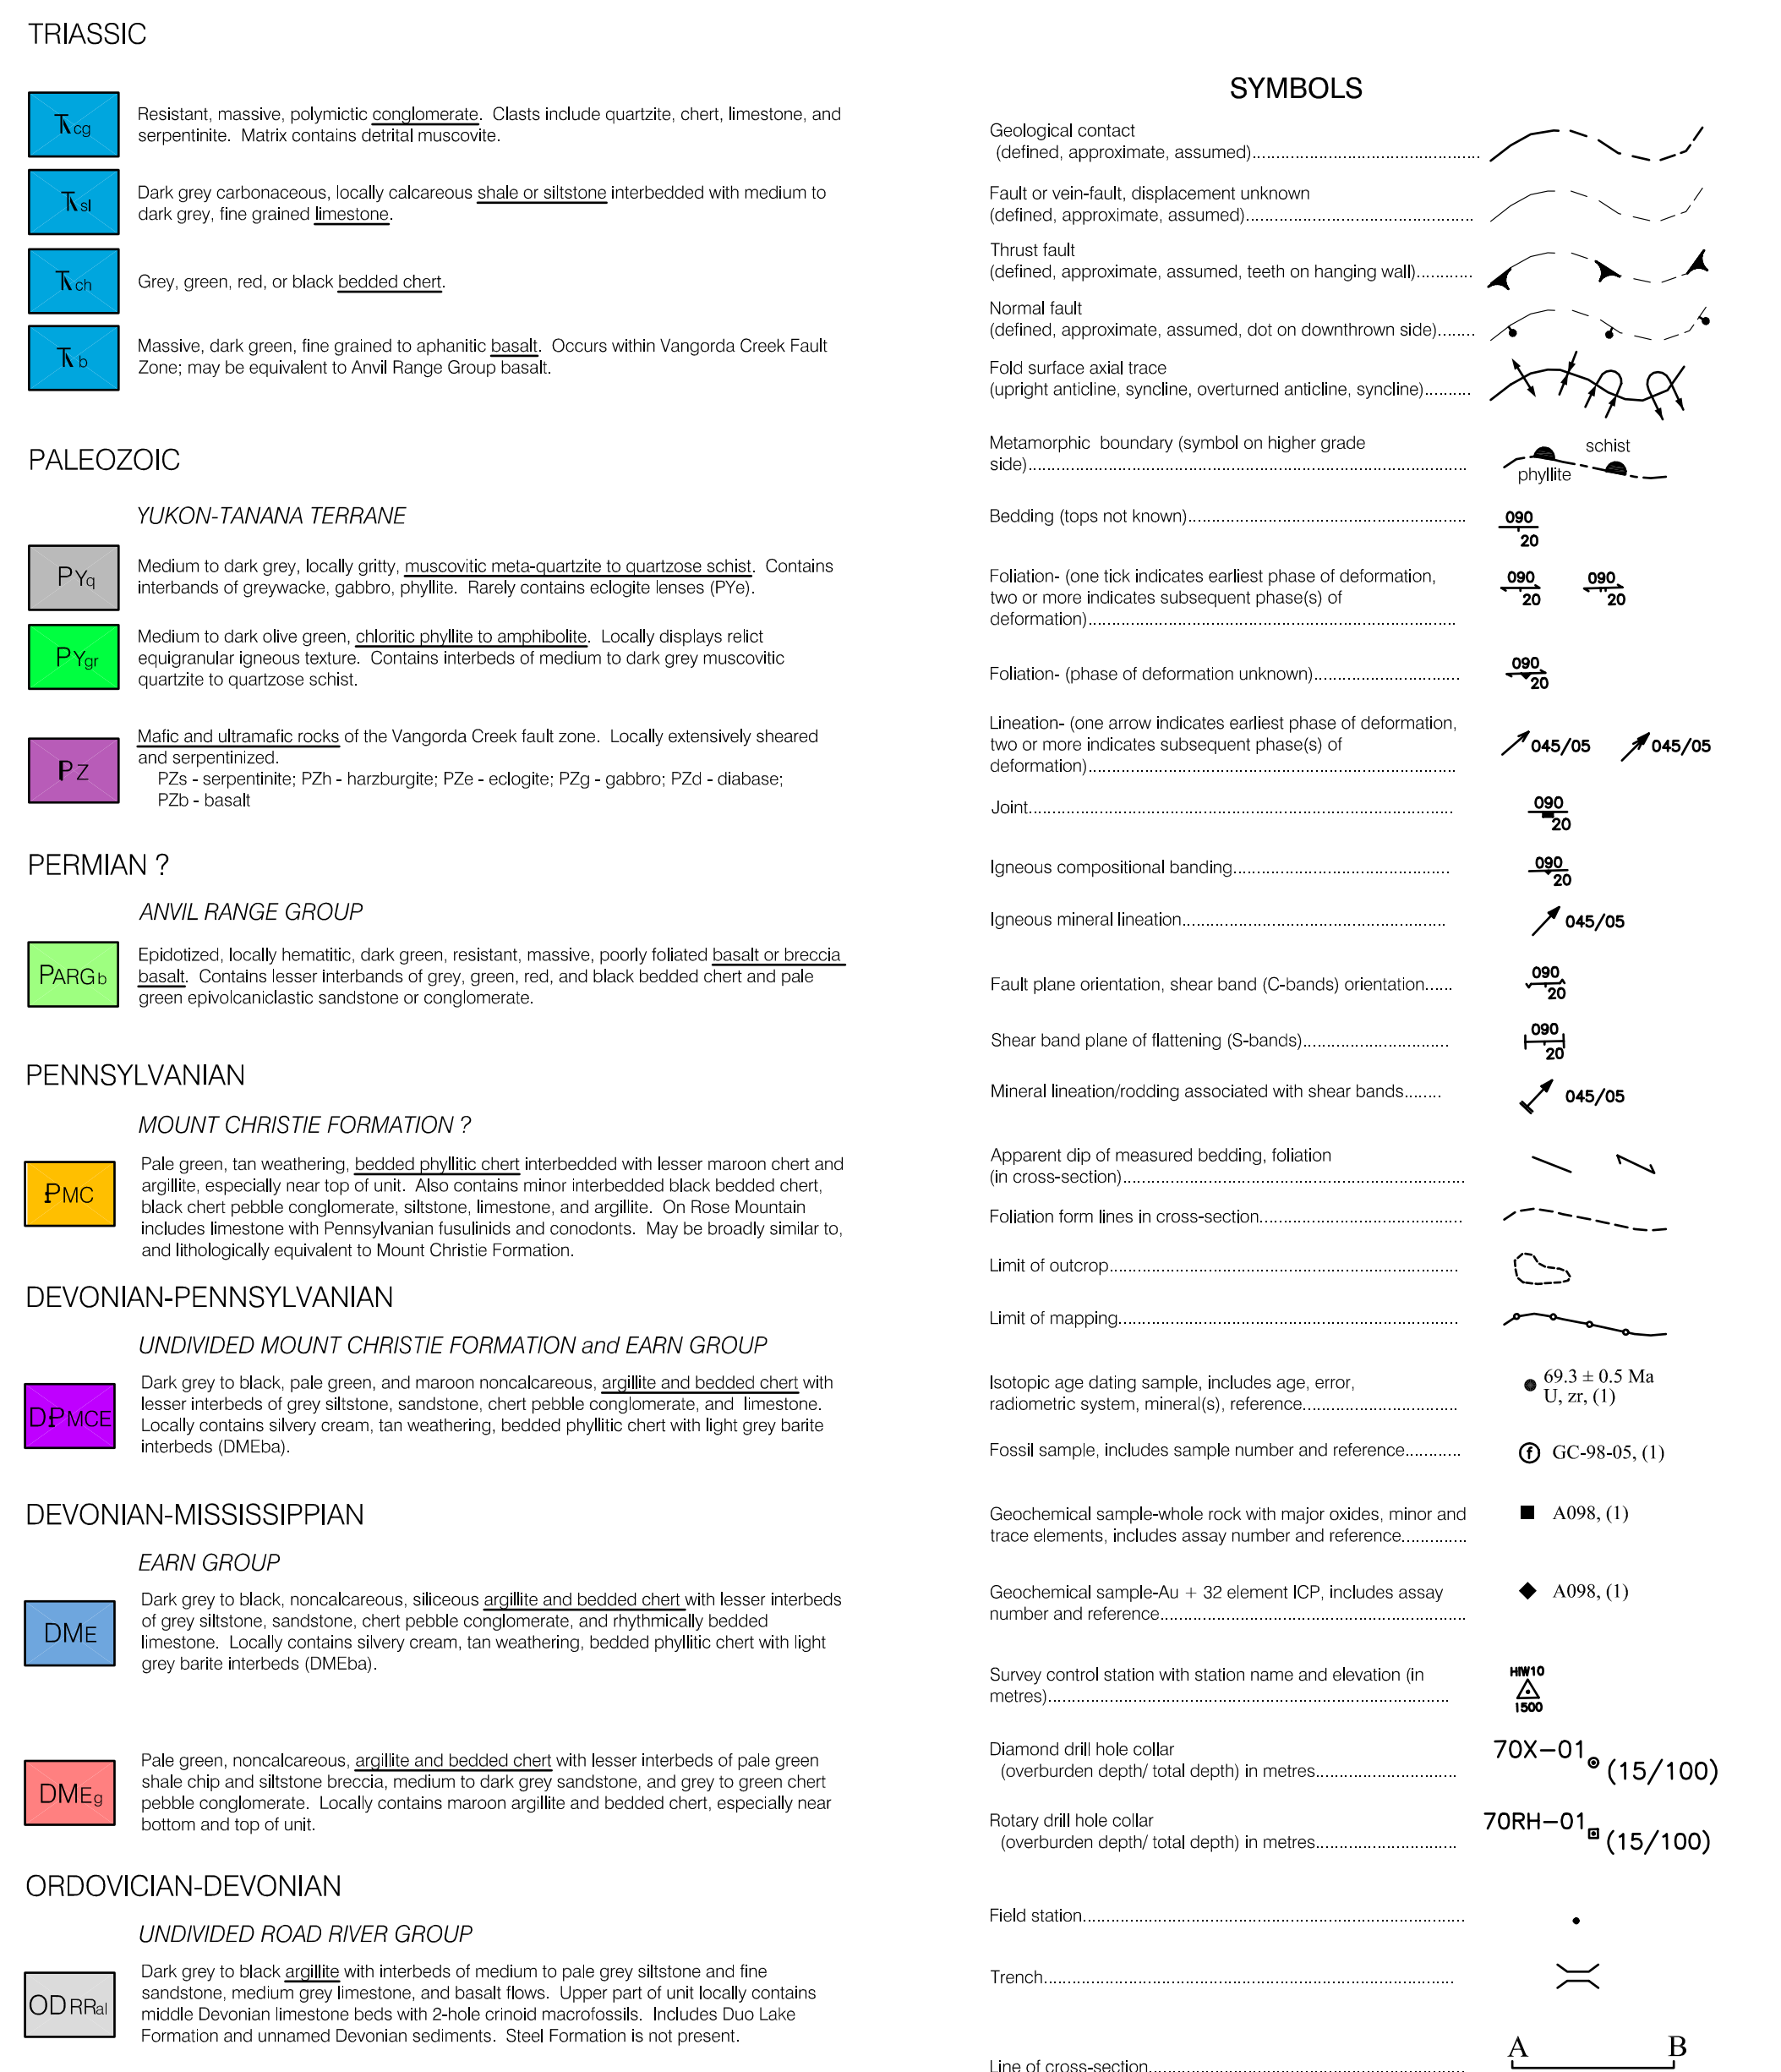 TRIASSIC
Ꞣcg
Resistant, massive, polymictic conglomerate. Clasts include quartzite, chert, limestone, and
serpentinite. Matrix contains detrital muscovite.
Ꞣsl
Dark grey carbonaceous, locally calcareous shale or siltstone interbedded with medium to
dark grey, fine grained limestone.
Ꞣch
Grey, green, red, or black bedded chert.
Ꞣb
Massive, dark green, fine grained to aphanitic basalt. Occurs within Vangorda Creek Fault
Zone; may be equivalent to Anvil Range Group basalt.
PALEOZOIC
YUKON-TANANA TERRANE
PYq
Medium to dark grey, locally gritty, muscovitic meta-quartzite to quartzose schist. Contains
interbands of greywacke, gabbro, phyllite. Rarely contains eclogite lenses (PYe).
PYgr
Medium to dark olive green, chloritic phyllite to amphibolite. Locally displays relict
equigranular igneous texture. Contains interbeds of medium to dark grey muscovitic
quartzite to quartzose schist.
PZ
Mafic and ultramafic rocks of the Vangorda Creek fault zone. Locally extensively sheared
and serpentinized.
PZs - serpentinite; PZh - harzburgite; PZe - eclogite; PZg - gabbro; PZd - diabase;
PZb - basalt
PERMIAN ?
ANVIL RANGE GROUP
PARGb
Epidotized, locally hematitic, dark green, resistant, massive, poorly foliated basalt or breccia
basalt. Contains lesser interbands of grey, green, red, and black bedded chert and pale
green epivolcaniclastic sandstone or conglomerate.
PENNSYLVANIAN
MOUNT CHRISTIE FORMATION ?
PMC
Pale green, tan weathering, bedded phyllitic chert interbedded with lesser maroon chert and
argillite, especially near top of unit. Also contains minor interbedded black bedded chert,
black chert pebble conglomerate, siltstone, limestone, and argillite. On Rose Mountain
includes limestone with Pennsylvanian fusulinids and conodonts. May be broadly similar to,
and lithologically equivalent to Mount Christie Formation.
DEVONIAN-PENNSYLVANIAN
UNDIVIDED MOUNT CHRISTIE FORMATION and EARN GROUP
DPMCE
Dark grey to black, pale green, and maroon noncalcareous, argillite and bedded chert with
lesser interbeds of grey siltstone, sandstone, chert pebble conglomerate, and limestone.
Locally contains silvery cream, tan weathering, bedded phyllitic chert with light grey barite
interbeds (DMEba).
DEVONIAN-MISSISSIPPIAN
EARN GROUP
DME
Dark grey to black, noncalcareous, siliceous argillite and bedded chert with lesser interbeds
of grey siltstone, sandstone, chert pebble conglomerate, and rhythmically bedded
limestone. Locally contains silvery cream, tan weathering, bedded phyllitic chert with light
grey barite interbeds (DMEba).
DMEg
Pale green, noncalcareous, argillite and bedded chert with lesser interbeds of pale green
shale chip and siltstone breccia, medium to dark grey sandstone, and grey to green chert
pebble conglomerate. Locally contains maroon argillite and bedded chert, especially near
bottom and top of unit.
ORDOVICIAN-DEVONIAN
UNDIVIDED ROAD RIVER GROUP
ODRRal
Dark grey to black argillite with interbeds of medium to pale grey siltstone and fine
sandstone, medium grey limestone, and basalt flows. Upper part of unit locally contains
middle Devonian limestone beds with 2-hole crinoid macrofossils. Includes Duo Lake
Formation and unnamed Devonian sediments. Steel Formation is not present.
SYMBOLS
Geological contact
(defined, approximate, assumed)
Fault or vein-fault, displacement unknown
(defined, approximate, assumed)
Thrust fault
(defined, approximate, assumed, teeth on hanging wall)
Normal fault
(defined, approximate, assumed, dot on downthrown side)
Fold surface axial trace
(upright anticline, syncline, overturned anticline, syncline)
Metamorphic boundary (symbol on higher grade
side)
schist
phyllite
Bedding (tops not known)
090
20
Foliation- (one tick indicates earliest phase of deformation,
two or more indicates subsequent phase(s) of
deformation)
090 090
20 20
Foliation- (phase of deformation unknown)
090
20
Lineation- (one arrow indicates earliest phase of deformation,
two or more indicates subsequent phase(s) of
deformation)
045/05 045/05
Joint
090
20
Igneous compositional banding
090
20
Igneous mineral lineation
045/05
Fault plane orientation, shear band (C-bands) orientation
090
20
Shear band plane of flattening (S-bands)
090
20
Mineral lineation/rodding associated with shear bands
045/05
Apparent dip of measured bedding, foliation
(in cross-section)
Foliation form lines in cross-section
Limit of outcrop
Limit of mapping
Isotopic age dating sample, includes age, error,
radiometric system, mineral(s), reference
69.3 ± 0.5 Ma
U, zr, (1)
Fossil sample, includes sample number and reference
f GC-98-05, (1)
Geochemical sample-whole rock with major oxides, minor and
trace elements, includes assay number and reference
A098, (1)
Geochemical sample-Au + 32 element ICP, includes assay
number and reference
A098, (1)
Survey control station with station name and elevation (in
metres)
HIW10
1500
Diamond drill hole collar
(overburden depth/ total depth) in metres
70X-01 (15/100)
Rotary drill hole collar
(overburden depth/ total depth) in metres
70RH-01 (15/100)
Field station
Trench
Line of cross-section
A B